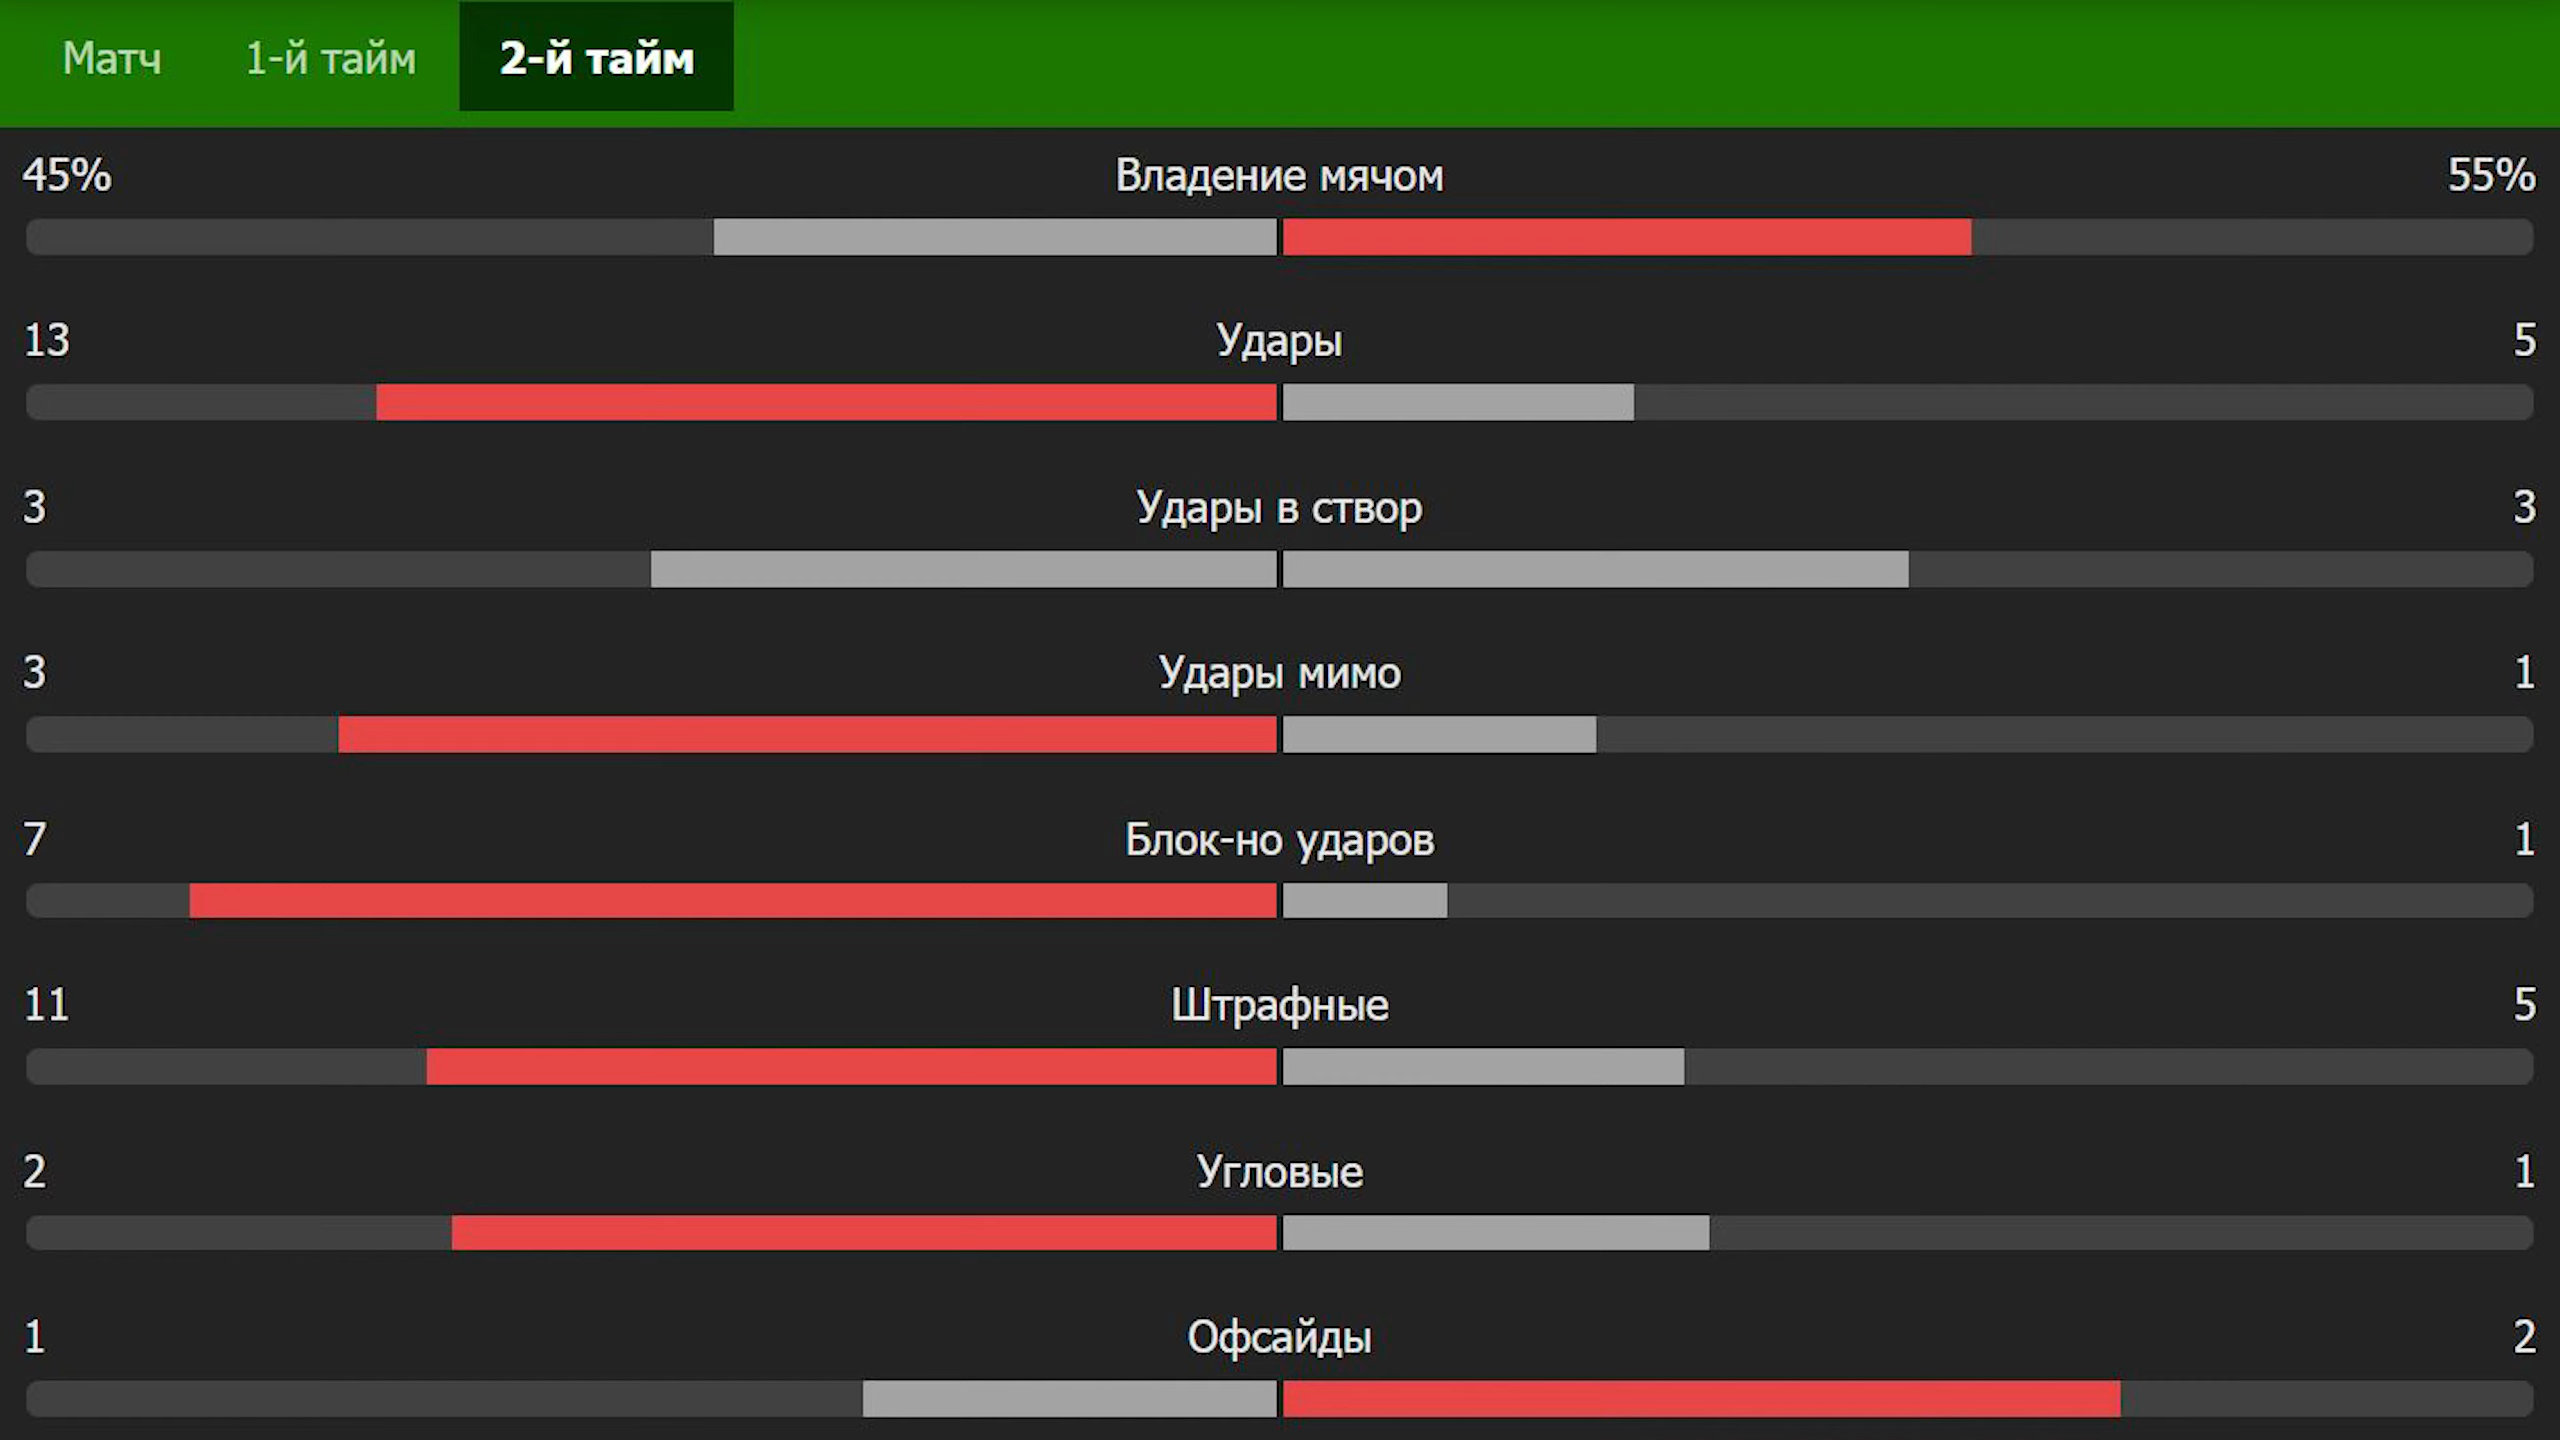 Матч 1-й тайм 2-й тайм
45% Владение мячом 55%
13 Удары 5
3 Удары в створ 3
3 Удары мимо 1
7 Блок-но ударов 1
11 Штрафные 5
2 Угловые 1
1 Офсайды 2